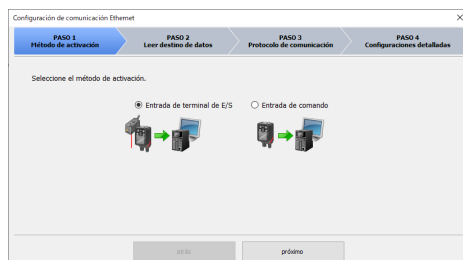 Configuración de comunicación Ethernet
PASO 1
Método de activación
PASO 2
Leer destino de datos
PASO 3
Protocolo de comunicación
PASO 4
Configuraciones detalladas
Seleccione el método de activación.
Entrada de terminal de E/S
Entrada de comando
atrás
próximo